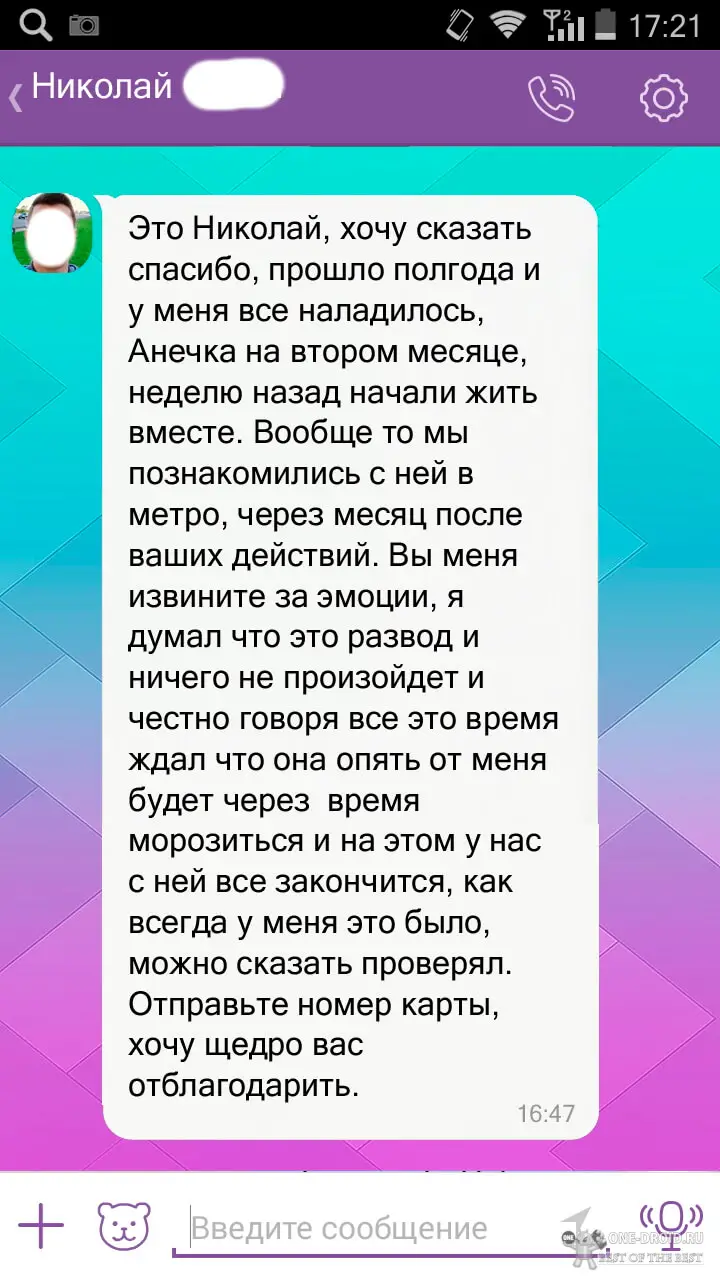 17:21
Николай
Это Николай, хочу сказать
спасибо, прошло полгода и
у меня все наладилось,
Анечка на втором месяце,
неделю назад начали жить
вместе. Вообще то мы
познакомились с ней в
метро, через месяц после
ваших действий. Вы меня
извините за эмоции, я
думал что это развод и
ничего не произойдет и
честно говоря все это время
ждал что она опять от меня
будет через время
морозиться и на этом у нас
с ней все закончится, как
всегда у меня это было,
можно сказать проверял.
Отправьте номер карты,
хочу щедро вас
отблагодарить.
16:47
Введите сообщение
ONE-DROID.RU
BEST OF THE BEST